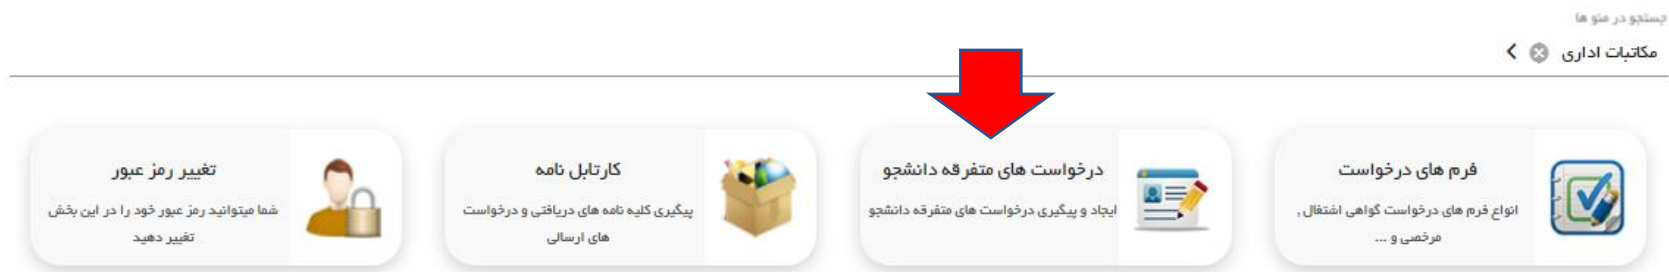 جستجو در منو ها
مکاتبات اداری
فرم های درخواست
انواع فرم های درخواست گواهی اشتغال ,
مرخصی و ...
درخواست های متفرقه دانشجو
ایجاد و پیگیری درخواست های متفرقه دانشجو
کارتابل نامه
پیگیری کلیه نامه های دریافتی و درخواست
های ارسالی
تغییر رمز عبور
شما میتوانید رمز عبور خود را در این بخش
تغییر دهید